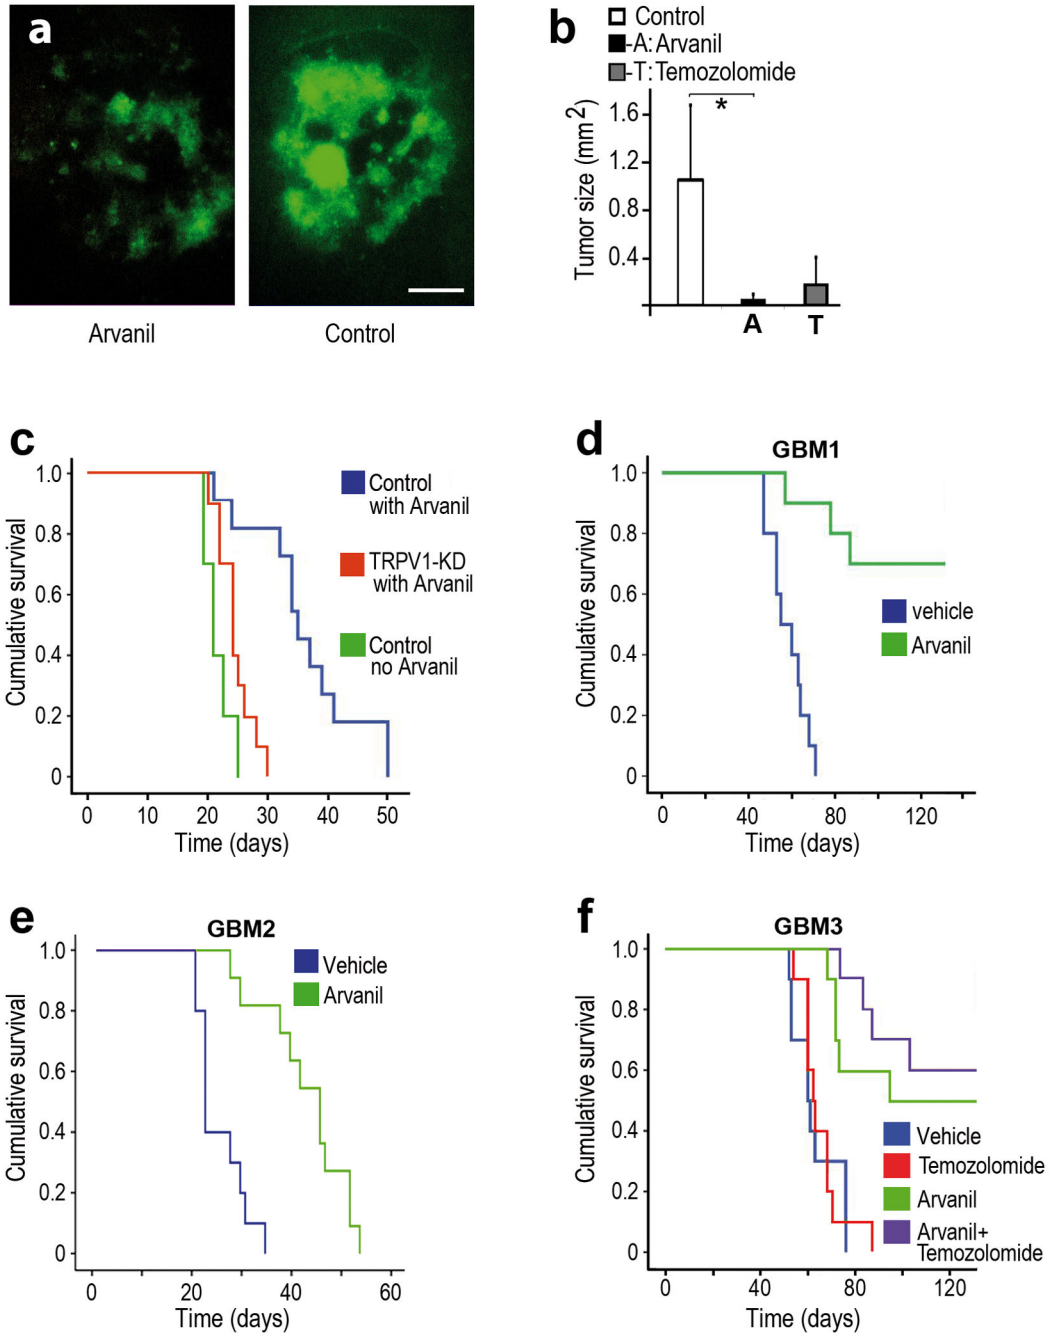 a
Arvanil
Control
b
Control
-A: Arvanil
-T: Temozolomide
*
Tumor size (mm2)
1.6
1.2
0.8
0.4
A
T
c
Cumulative survival
1.0
0.8
0.6
0.4
0.2
0
Control
with Arvanil
TRPV1-KD
with Arvanil
Control
no Arvanil
0 10 20 30 40 50
Time (days)
d
GBM1
Cumulative survival
1.0
0.8
0.6
0.4
0.2
0
vehicle
Arvanil
0 40 80 120
Time (days)
e
GBM2
Cumulative survival
1.0
0.8
0.6
0.4
0.2
0
Vehicle
Arvanil
0 20 40 60
Time (days)
f
GBM3
Cumulative survival
1.0
0.8
0.6
0.4
0.2
0
Vehicle
Temozolomide
Arvanil
Arvanil+
Temozolomide
0 40 80 120
Time (days)